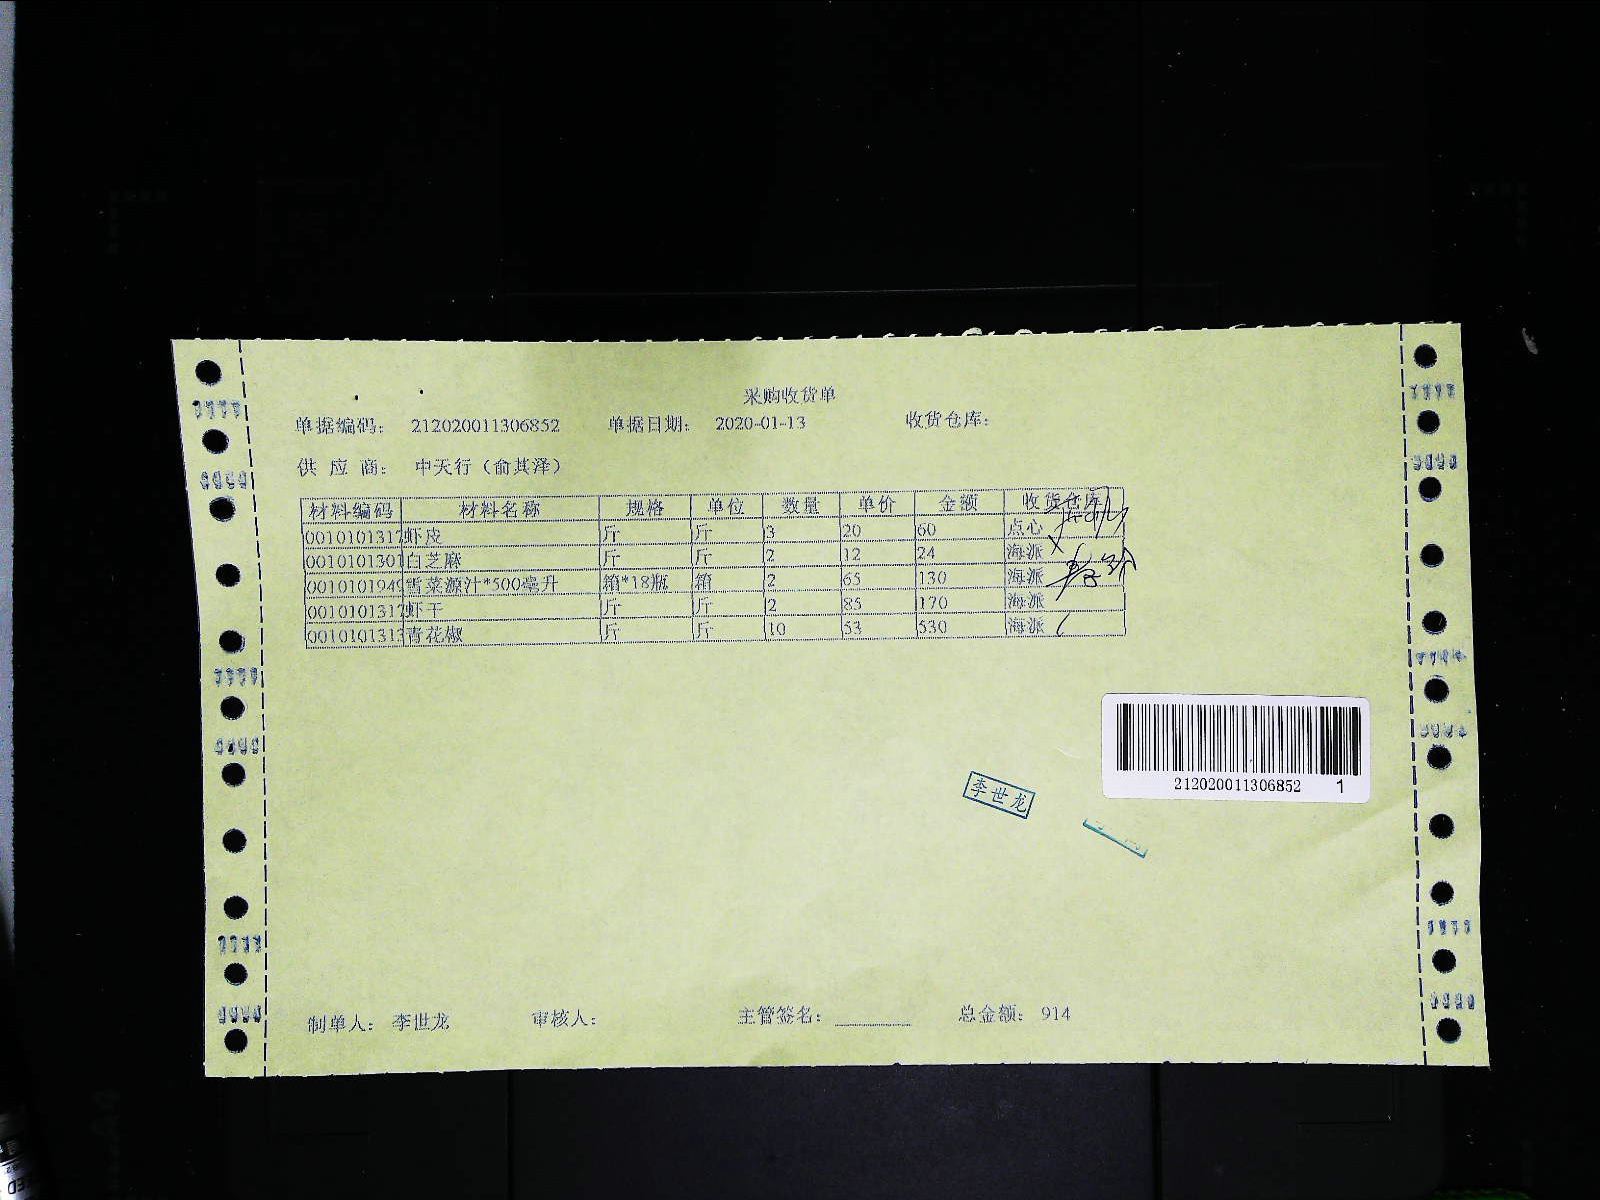 采购收货单
单据编码： 212020011306852 单据日期： 2020-01-13 收货仓库：
供 应 商： 中天行（俞其泽）
材料编码 材料名称 规格 单位 数量 单价 金额 收货仓库
0010101317 虾皮 斤 斤 3 20 60 点心
0010101301 白芝麻 斤 斤 2 12 24 海派
0010101949 雪菜源汁*500毫升 箱*18瓶 箱 2 65 130 海派
0010101317 虾干 斤 斤 2 85 170 海派
0010101313 青花椒 斤 斤 10 53 530 海派
212020011306852 1
李世龙
制单人： 李世龙 审核人： 主管签名： 总金额： 914